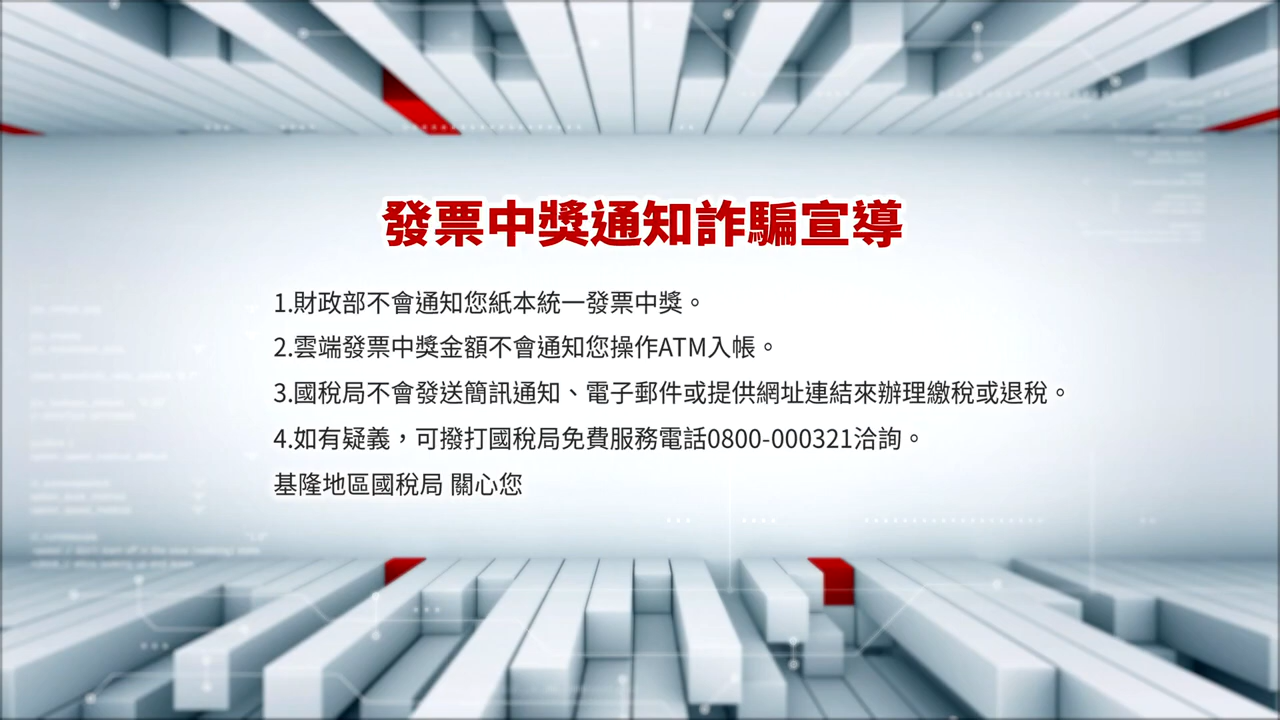 發票中獎通知詐騙宣導
1.財政部不會通知您紙本統一發票中獎。
2.雲端發票中獎金額不會通知您操作ATM入帳。
3.國稅局不會發送簡訊通知、電子郵件或提供網址連結來辦理繳稅或退稅。
4.如有疑義，可撥打國稅局免費服務電話0800-000321洽詢。
基隆地區國稅局 關心您